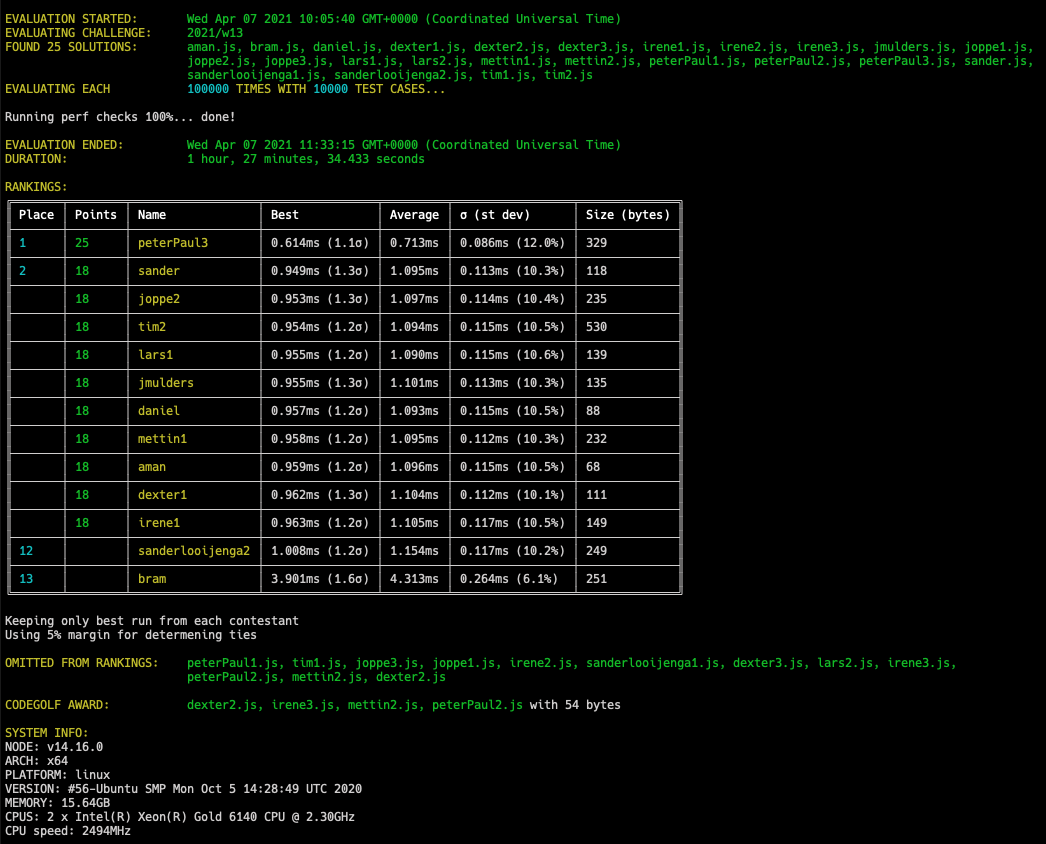 EVALUATION STARTED: Wed Apr 07 2021 10:05:40 GMT+0000 (Coordinated Universal Time)
EVALUATING CHALLENGE: 2021/w13
FOUND 25 SOLUTIONS: aman.js, bram.js, daniel.js, dexter1.js, dexter2.js, dexter3.js, irene1.js, irene2.js, irene3.js, jmulders.js, joppe1.js,
joppe2.js, joppe3.js, lars1.js, lars2.js, mettin1.js, mettin2.js, peterPaul1.js, peterPaul2.js, peterPaul3.js, sander.js,
sanderlooijenga1.js, sanderlooijenga2.js, tim1.js, tim2.js
EVALUATING EACH 100000 TIMES WITH 10000 TEST CASES...
Running perf checks 100%... done!
EVALUATION ENDED: Wed Apr 07 2021 11:33:15 GMT+0000 (Coordinated Universal Time)
DURATION: 1 hour, 27 minutes, 34.433 seconds
RANKINGS:
Place Points Name Best Average σ (st dev) Size (bytes)
1 25 peterPaul3 0.614ms (1.1σ) 0.713ms 0.086ms (12.0%) 329
2 18 sander 0.949ms (1.3σ) 1.095ms 0.113ms (10.3%) 118
18 joppe2 0.953ms (1.3σ) 1.097ms 0.114ms (10.4%) 235
18 tim2 0.954ms (1.2σ) 1.094ms 0.115ms (10.5%) 530
18 lars1 0.955ms (1.2σ) 1.090ms 0.115ms (10.6%) 139
18 jmulders 0.955ms (1.3σ) 1.101ms 0.113ms (10.3%) 135
18 daniel 0.957ms (1.2σ) 1.093ms 0.115ms (10.5%) 88
18 mettin1 0.958ms (1.2σ) 1.095ms 0.112ms (10.3%) 232
18 aman 0.959ms (1.2σ) 1.096ms 0.115ms (10.5%) 68
18 dexter1 0.962ms (1.3σ) 1.104ms 0.112ms (10.1%) 111
18 irene1 0.963ms (1.2σ) 1.105ms 0.117ms (10.5%) 149
12 sanderlooijenga2 1.008ms (1.2σ) 1.154ms 0.117ms (10.2%) 249
13 bram 3.901ms (1.6σ) 4.313ms 0.264ms (6.1%) 251
Keeping only best run from each contestant
Using 5% margin for determening ties
OMITTED FROM RANKINGS: peterPaul1.js, tim1.js, joppe3.js, joppe1.js, irene2.js, sanderlooijenga1.js, dexter3.js, lars2.js, irene3.js,
peterPaul2.js, mettin2.js, dexter2.js
CODEGOLF AWARD: dexter2.js, irene3.js, mettin2.js, peterPaul2.js with 54 bytes
SYSTEM INFO:
NODE: v14.16.0
ARCH: x64
PLATFORM: linux
VERSION: #56-Ubuntu SMP Mon Oct 5 14:28:49 UTC 2020
MEMORY: 15.64GB
CPUS: 2 x Intel(R) Xeon(R) Gold 6140 CPU @ 2.30GHz
CPU speed: 2494MHz